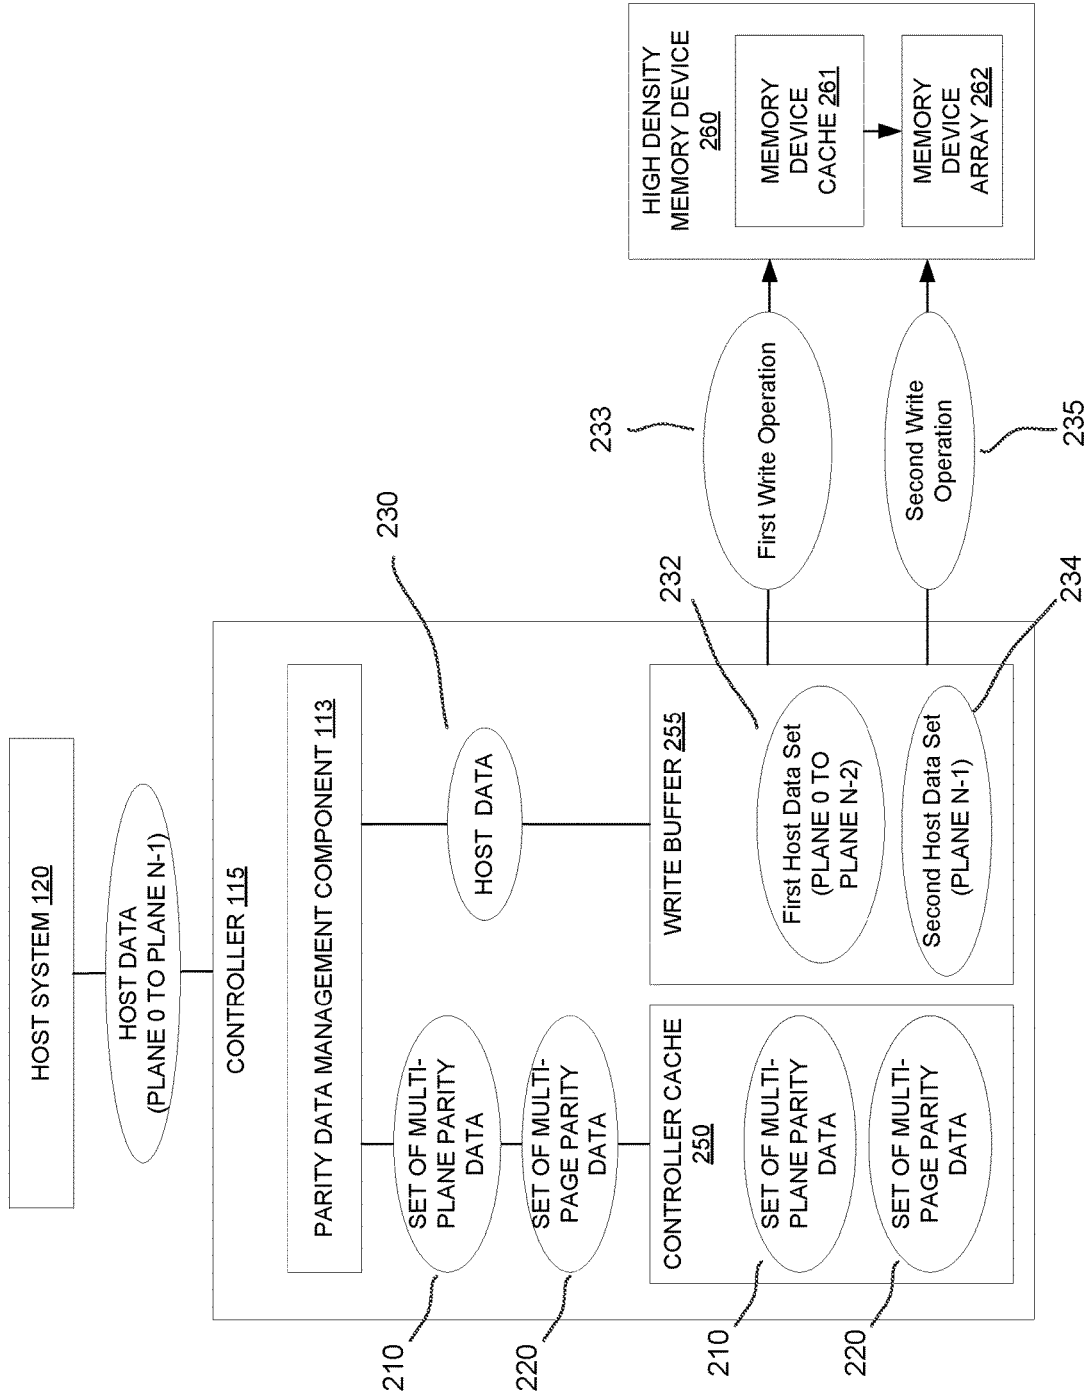 HOST SYSTEM 120
HOST DATA
(PLANE 0 TO PLANE N-1)
CONTROLLER 115
PARITY DATA MANAGEMENT COMPONENT 113
210
SET OF MULTI-
PLANE PARITY
DATA
220
SET OF MULTI-
PAGE PARITY
DATA
HOST DATA
230
CONTROLLER CACHE
250
210
SET OF MULTI-
PLANE PARITY
DATA
220
SET OF MULTI-
PAGE PARITY
DATA
WRITE BUFFER 255
232
First Host Data Set
(PLANE 0 TO
PLANE N-2)
Second Host Data Set
(PLANE N-1)
234
233
First Write Operation
Second Write
Operation
235
HIGH DENSITY
MEMORY DEVICE
260
MEMORY
DEVICE
CACHE 261
MEMORY
DEVICE
ARRAY 262